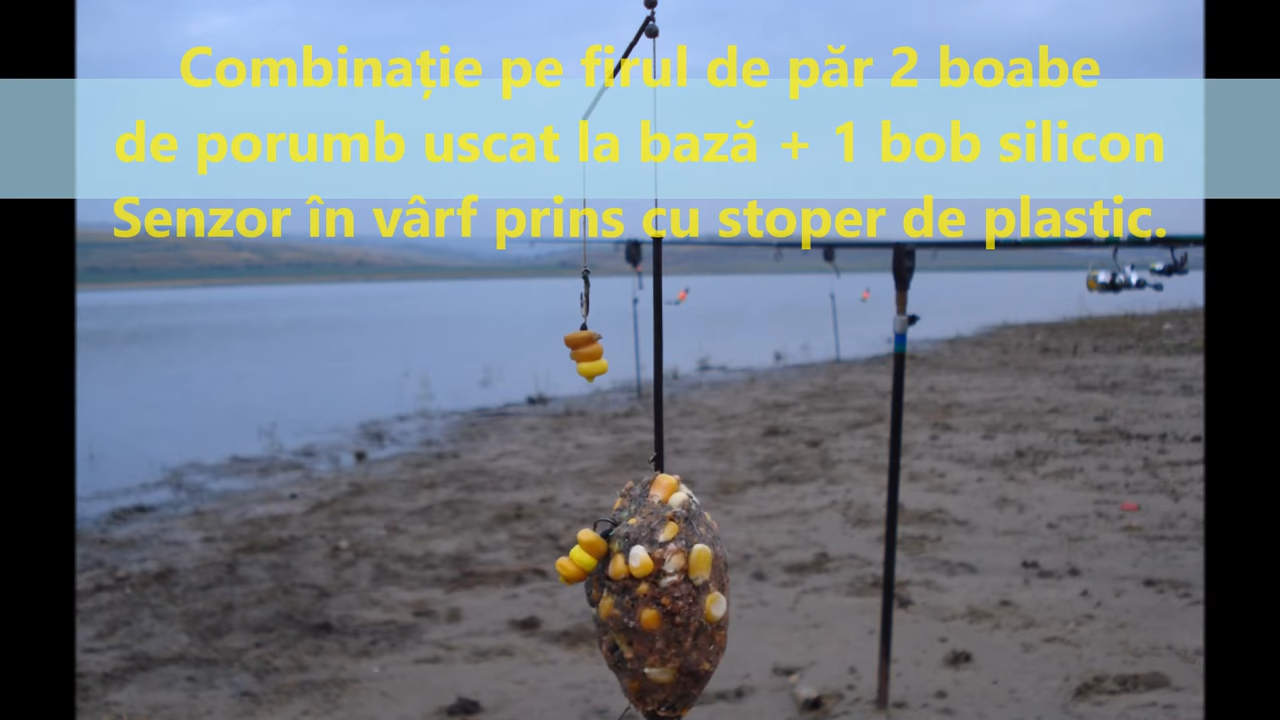 Combinație pe firul de păr 2 boabe
de porumb uscat la bază + 1 bob silicon
Senzor în vârf prins cu stoper de plastic.